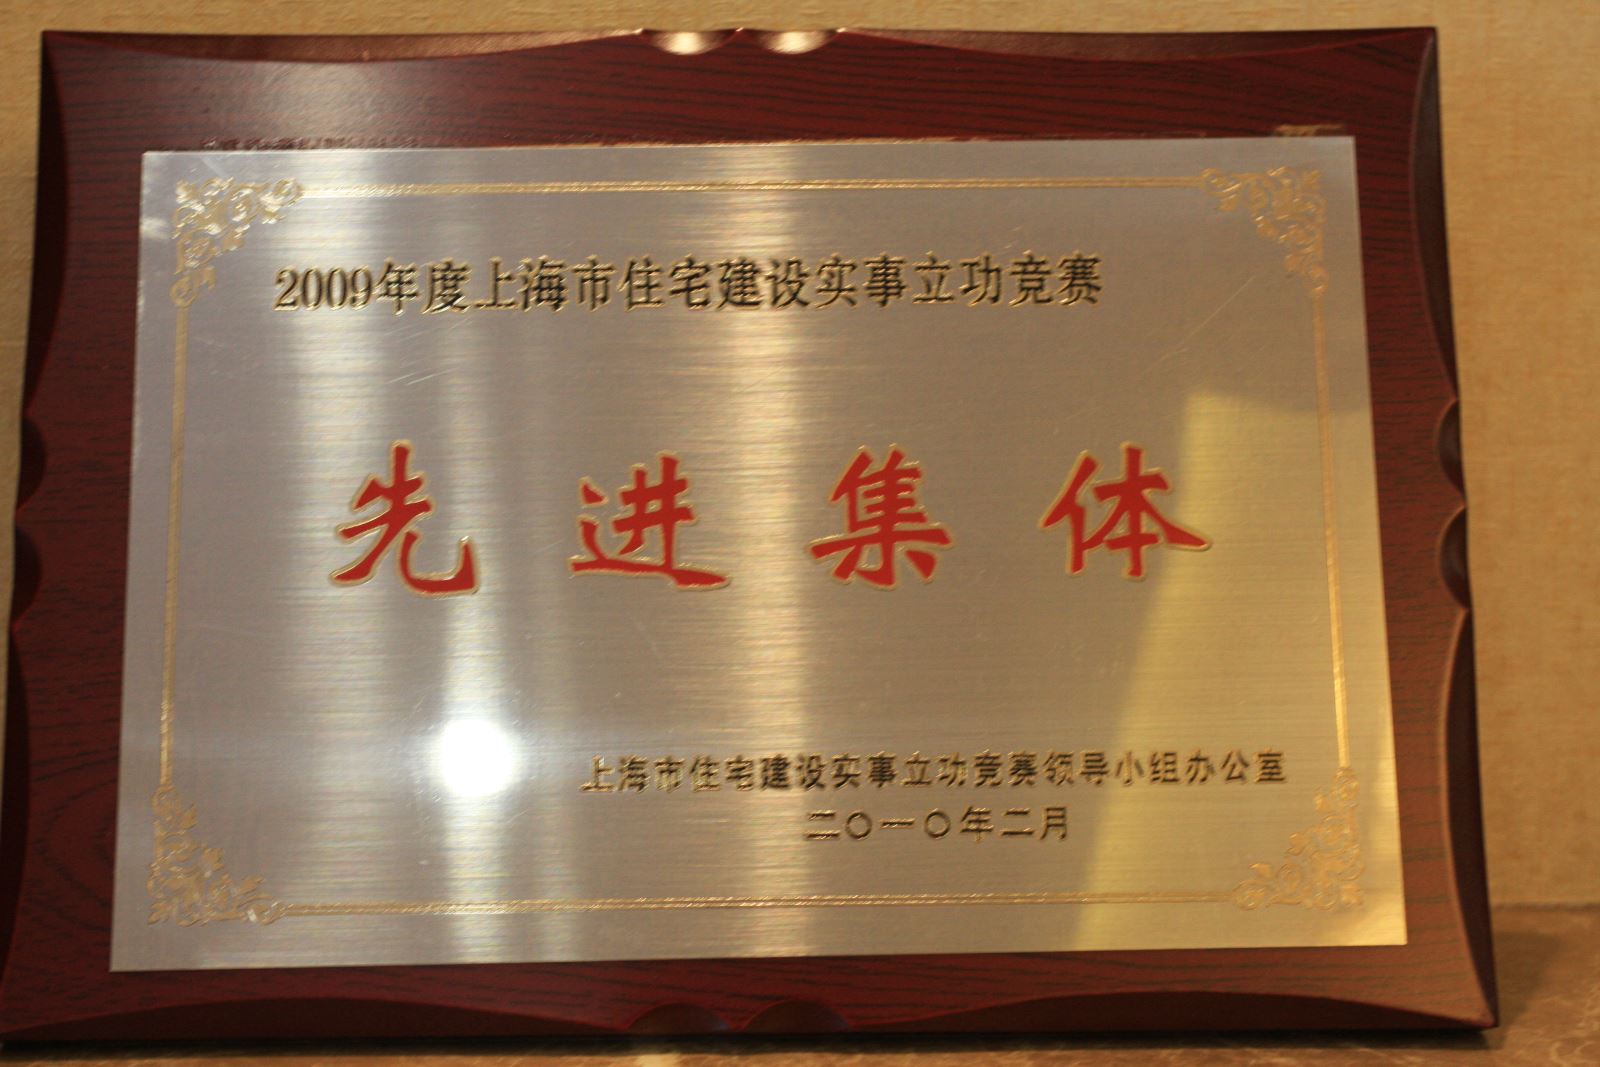 2009年度上海市住宅建设实事立功竞赛
先进集体
上海市住宅建设实事立功竞赛领导小组办公室
二〇一〇年二月